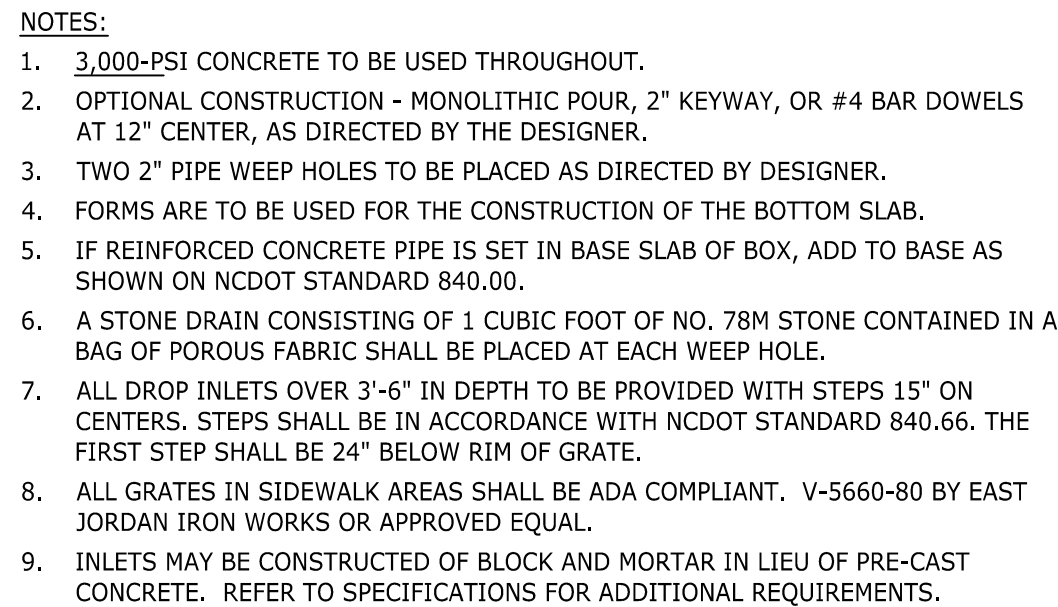 NOTES:
1. 3,000-PSI CONCRETE TO BE USED THROUGHOUT.
2. OPTIONAL CONSTRUCTION - MONOLITHIC POUR, 2" KEYWAY, OR #4 BAR DOWELS
AT 12" CENTER, AS DIRECTED BY THE DESIGNER.
3. TWO 2" PIPE WEEP HOLES TO BE PLACED AS DIRECTED BY DESIGNER.
4. FORMS ARE TO BE USED FOR THE CONSTRUCTION OF THE BOTTOM SLAB.
5. IF REINFORCED CONCRETE PIPE IS SET IN BASE SLAB OF BOX, ADD TO BASE AS
SHOWN ON NCDOT STANDARD 840.00.
6. A STONE DRAIN CONSISTING OF 1 CUBIC FOOT OF NO. 78M STONE CONTAINED IN A
BAG OF POROUS FABRIC SHALL BE PLACED AT EACH WEEP HOLE.
7. ALL DROP INLETS OVER 3'-6" IN DEPTH TO BE PROVIDED WITH STEPS 15" ON
CENTERS. STEPS SHALL BE IN ACCORDANCE WITH NCDOT STANDARD 840.66. THE
FIRST STEP SHALL BE 24" BELOW RIM OF GRATE.
8. ALL GRATES IN SIDEWALK AREAS SHALL BE ADA COMPLIANT. V-5660-80 BY EAST
JORDAN IRON WORKS OR APPROVED EQUAL.
9. INLETS MAY BE CONSTRUCTED OF BLOCK AND MORTAR IN LIEU OF PRE-CAST
CONCRETE. REFER TO SPECIFICATIONS FOR ADDITIONAL REQUIREMENTS.